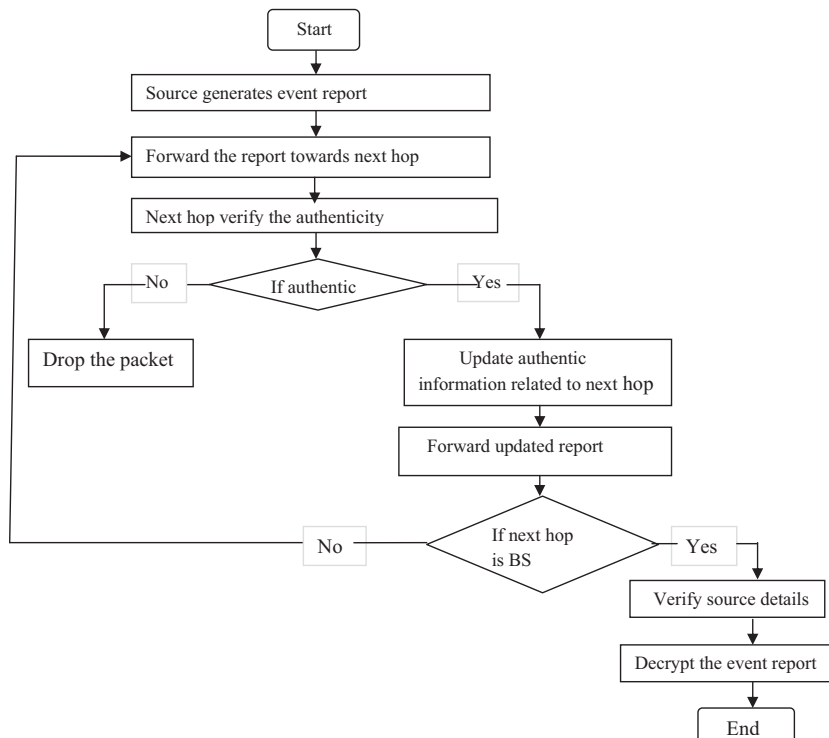 Start
Source generates event report
Forward the report towards next hop
Next hop verify the authenticity
No
If authentic
Yes
Drop the packet
Update authentic
information related to next hop
Forward updated report
No
If next hop
is BS
Yes
Verify source details
Decrypt the event report
End